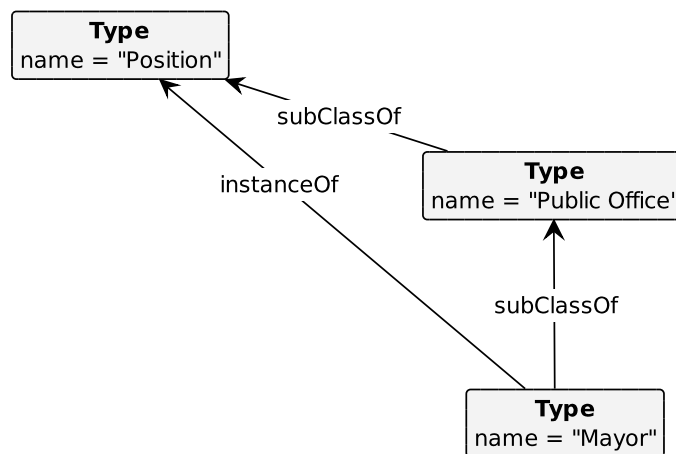 Type
name = "Position"
subClassOf
Type
name = "Public Office"
instanceOf
subClassOf
Type
name = "Mayor"